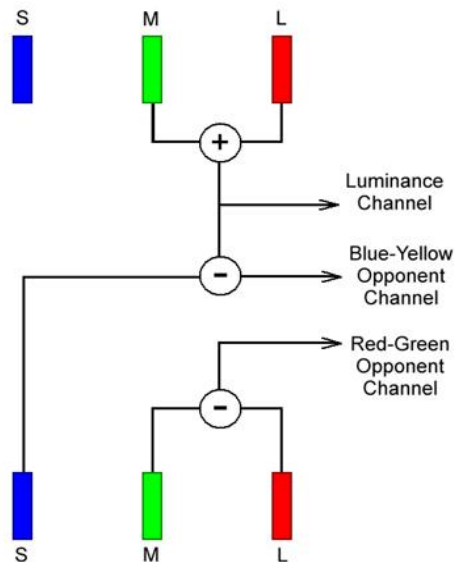 S M L
+
Luminance
Channel
-
Blue-Yellow
Opponent
Channel
Red-Green
Opponent
Channel
-
S M L